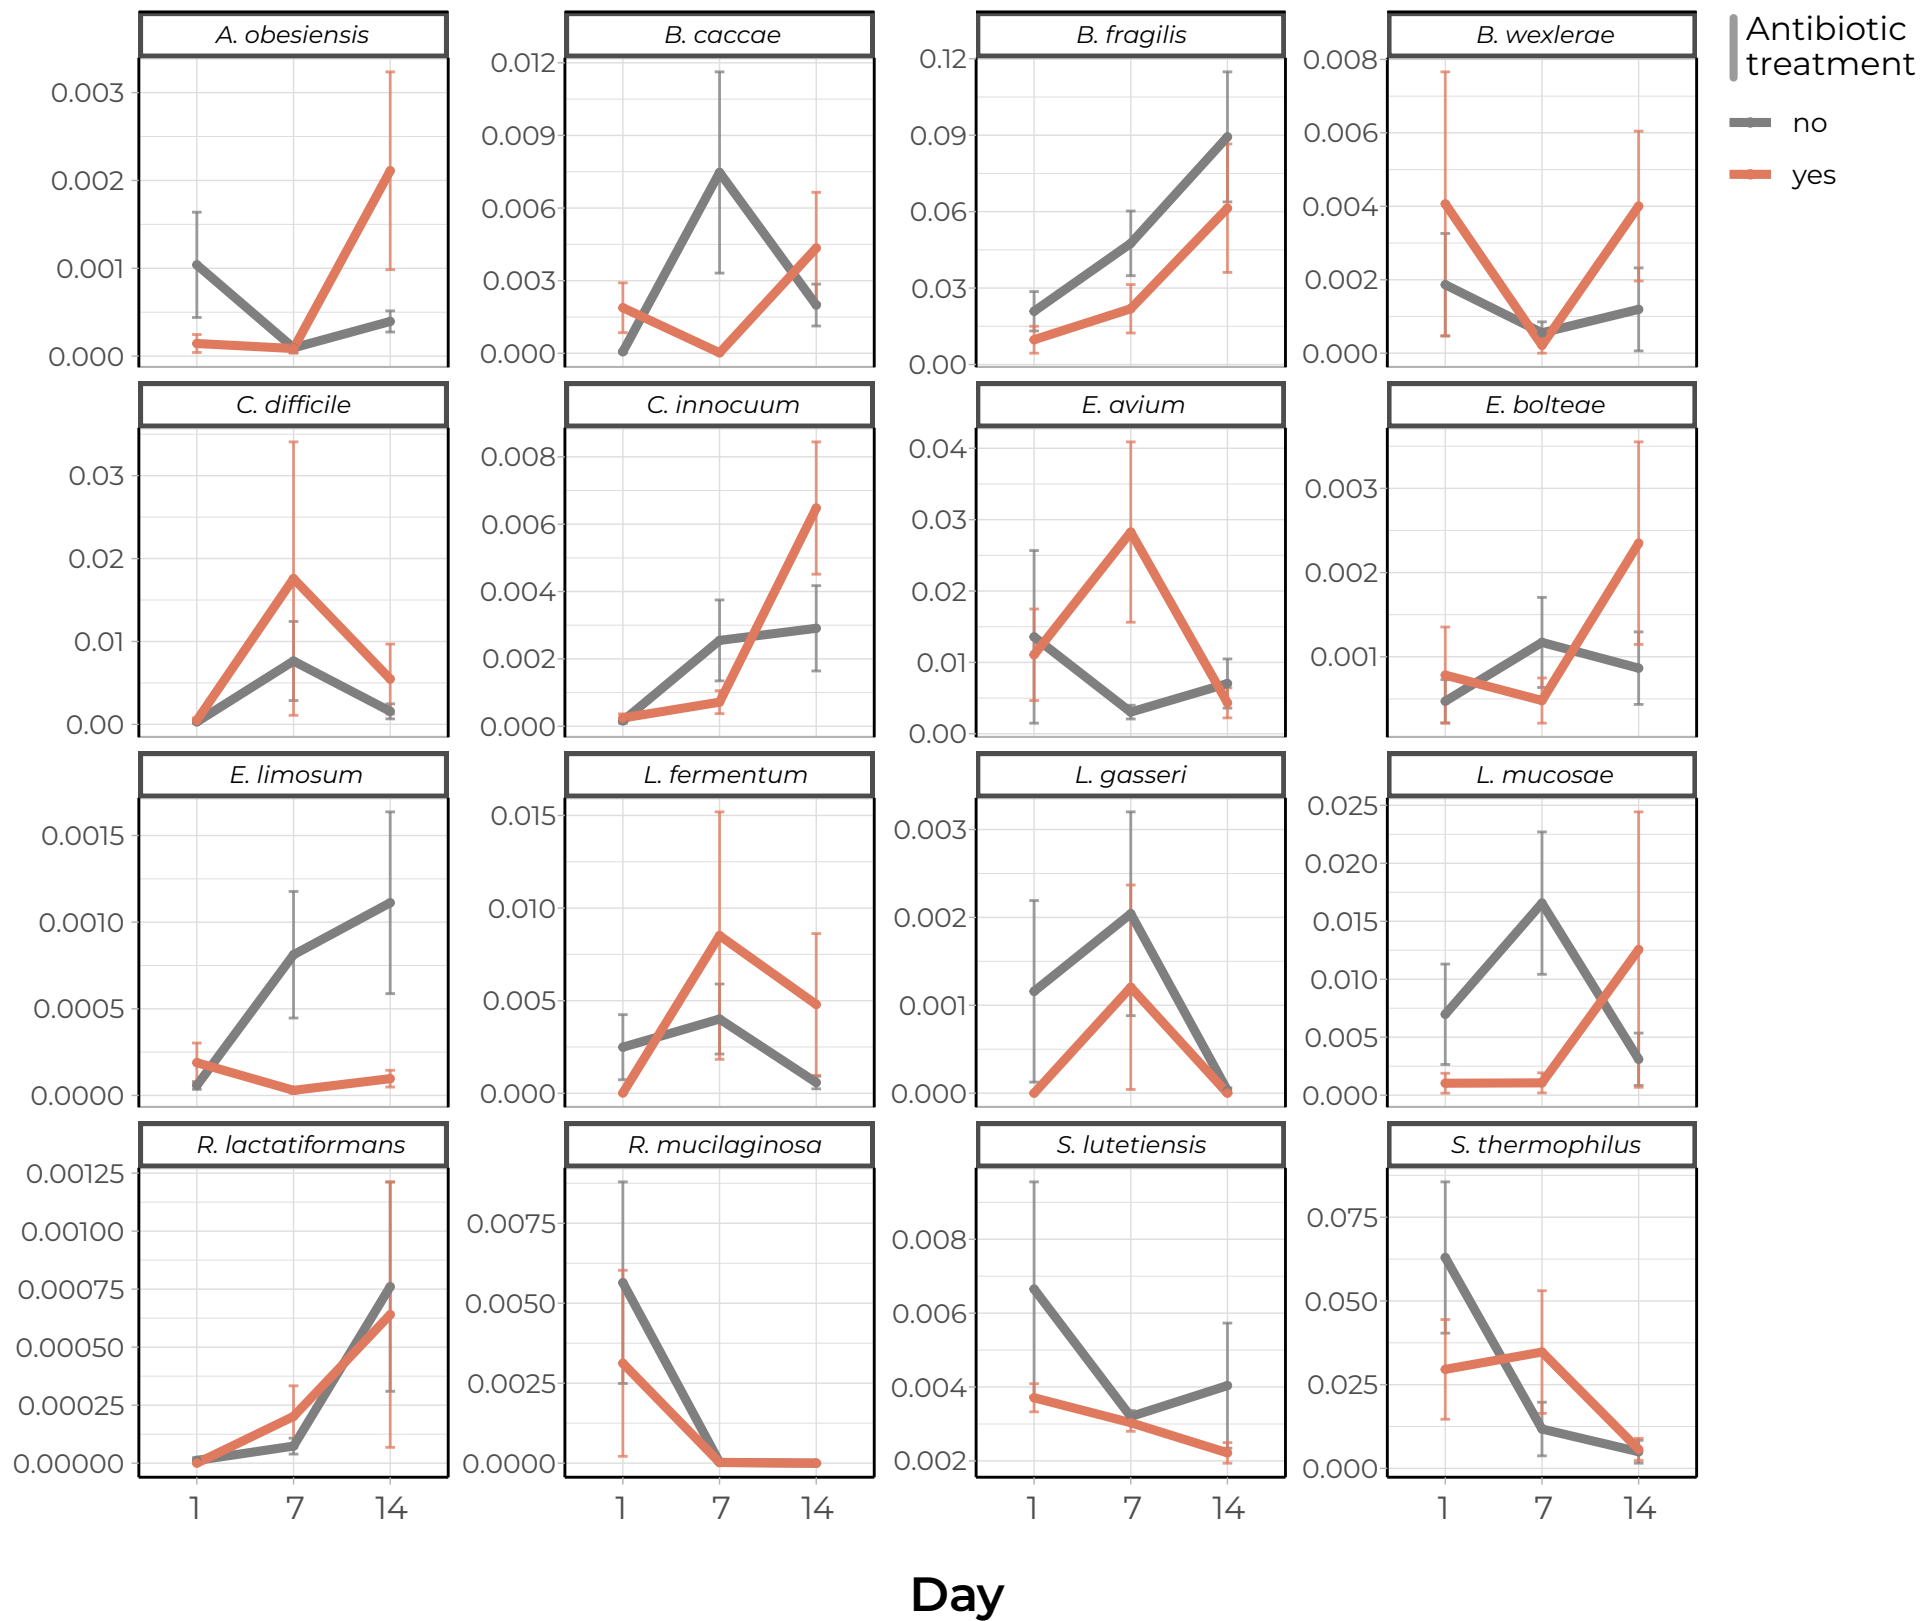 A. obesiensis
B. caccae
B. fragilis
B. wexlerae
Antibiotic
treatment
no
yes
0.003
0.002
0.001
0.000
0.012
0.009
0.006
0.003
0.000
0.12
0.09
0.06
0.03
0.00
0.008
0.006
0.004
0.002
0.000
C. difficile
C. innocuum
E. avium
E. bolteae
0.03
0.02
0.01
0.00
0.008
0.006
0.004
0.002
0.000
0.04
0.03
0.02
0.01
0.00
0.003
0.002
0.001
E. limosum
L. fermentum
L. gasseri
L. mucosae
0.0015
0.0010
0.0005
0.0000
0.015
0.010
0.005
0.000
0.003
0.002
0.001
0.000
0.025
0.020
0.015
0.010
0.005
0.000
R. lactatiformans
R. mucilaginosa
S. lutetiensis
S. thermophilus
0.00125
0.00100
0.00075
0.00050
0.00025
0.00000
0.0075
0.0050
0.0025
0.0000
0.008
0.006
0.004
0.002
0.075
0.050
0.025
0.000
1 7 14
1 7 14
1 7 14
1 7 14
Day